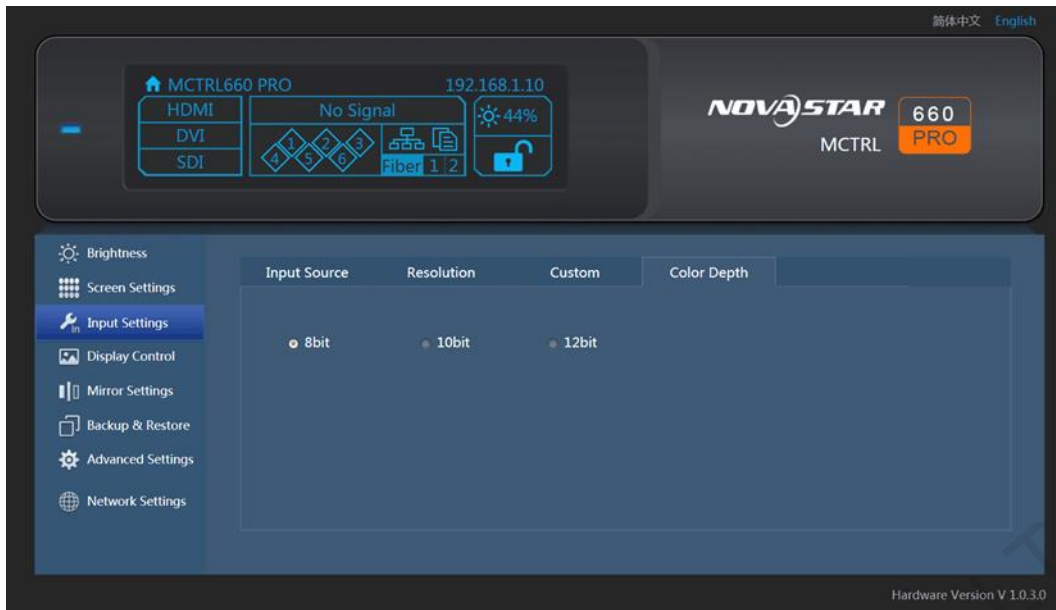 简体中文 English
MCTRL660 PRO 192.168.1.10
HDMI No Signal 44%
DVI 1 2 3
SDI 4 5 6 Fiber 1 2
NOVASTAR 660
MCTRL PRO
Brightness
Screen Settings
In Input Settings
Display Control
Mirror Settings
Backup & Restore
Advanced Settings
Network Settings
Input Source Resolution Custom Color Depth
8bit 10bit 12bit
Hardware Version V 1.0.3.0